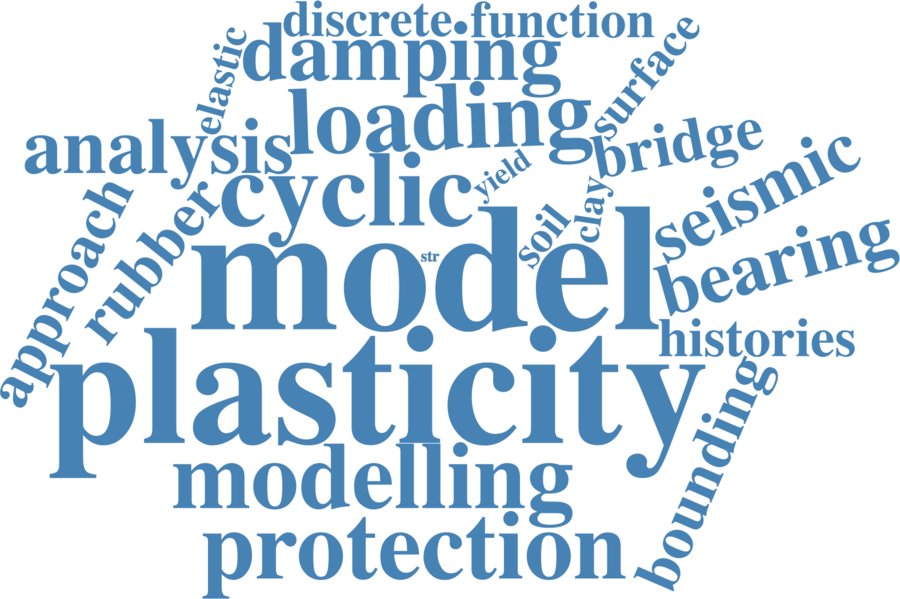 discrete function
damping
elastic
surface
loading
analysis
bridge
cyclic
yield
seismic
clay
soil
approach
rubber
model
str
bearing
histories
plasticity
bounding
modelling
protection